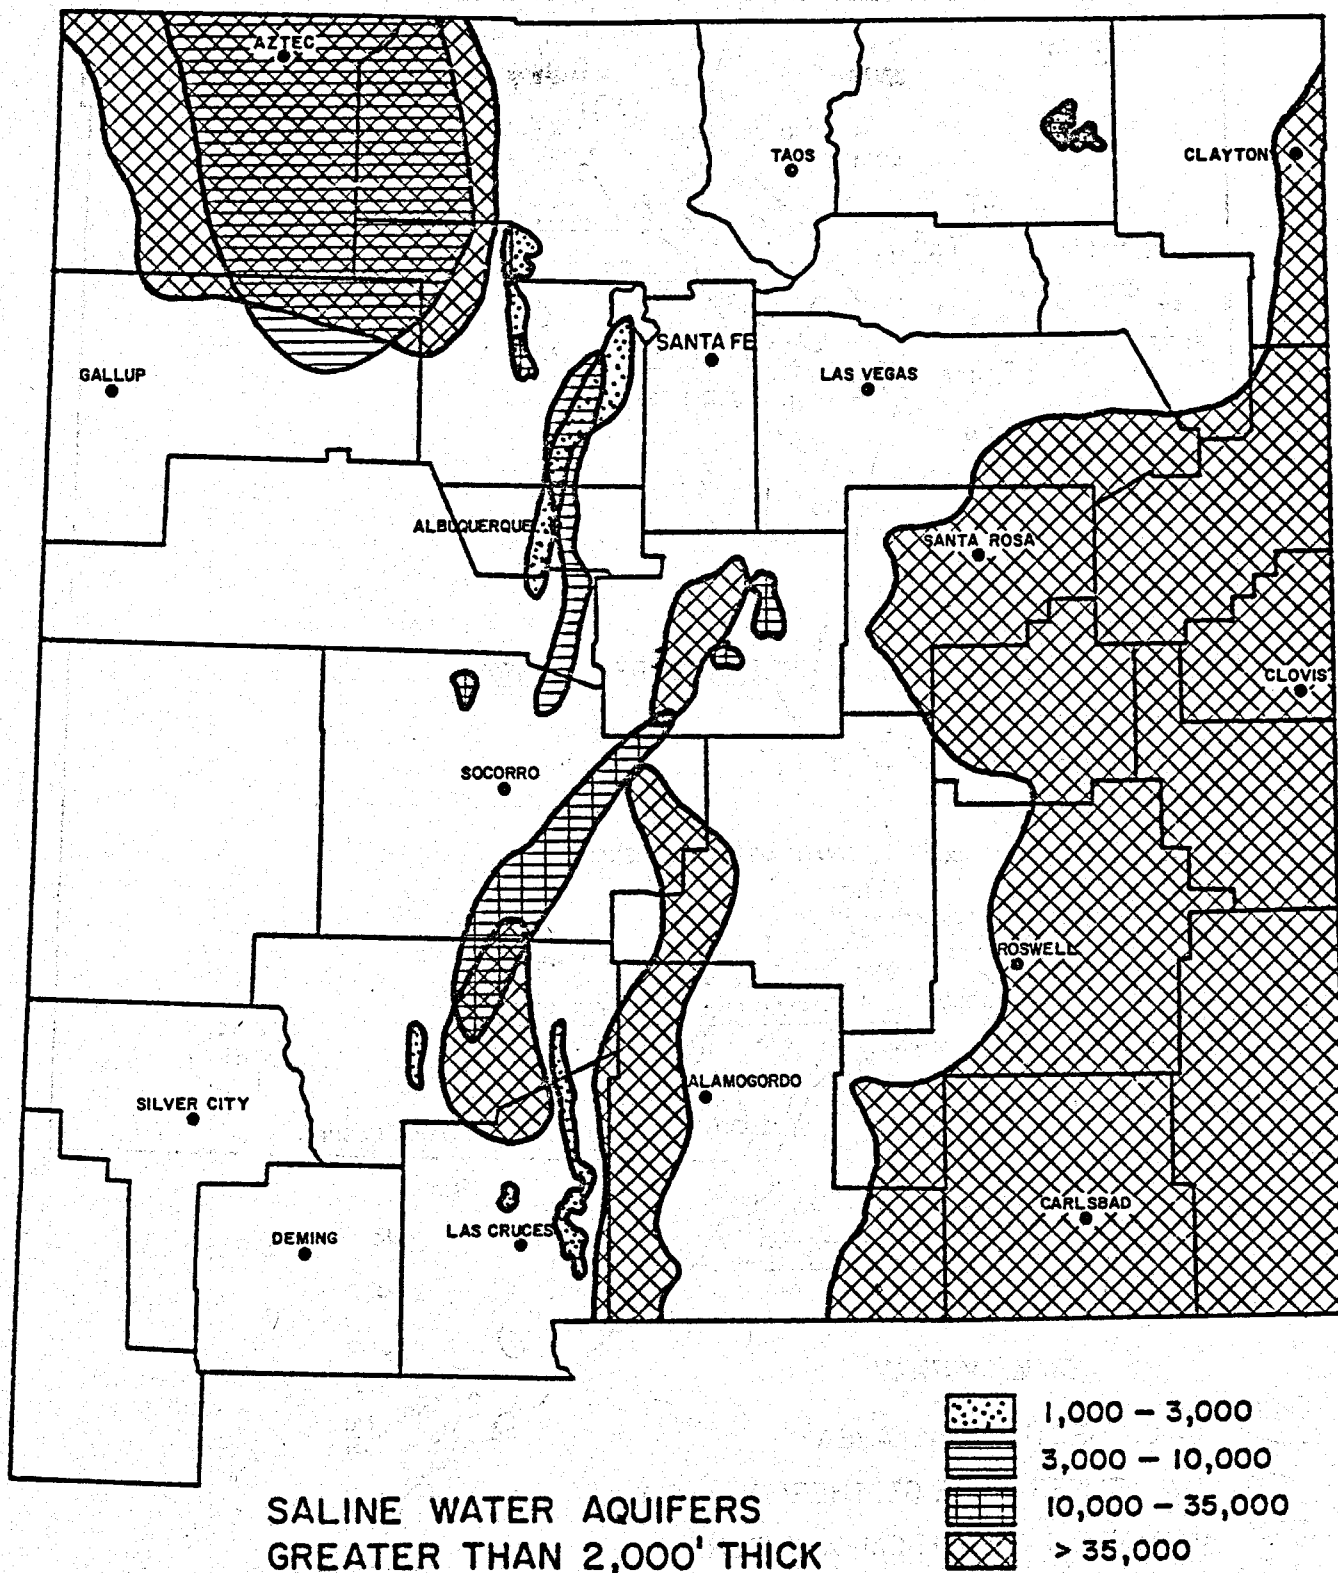 AZTEC
TAOS
CLAYTON
SANTA FE
GALLUP
LAS VEGAS
ALBUQUERQUE
SANTA ROSA
CLOVIS
SOCORRO
ROSWELL
ALAMOGORDO
SILVER CITY
CARLSBAD
LAS CRUCES
DEMING
1,000 – 3,000
3,000 – 10,000
10,000 – 35,000
> 35,000
SALINE WATER AQUIFERS
GREATER THAN 2,000' THICK